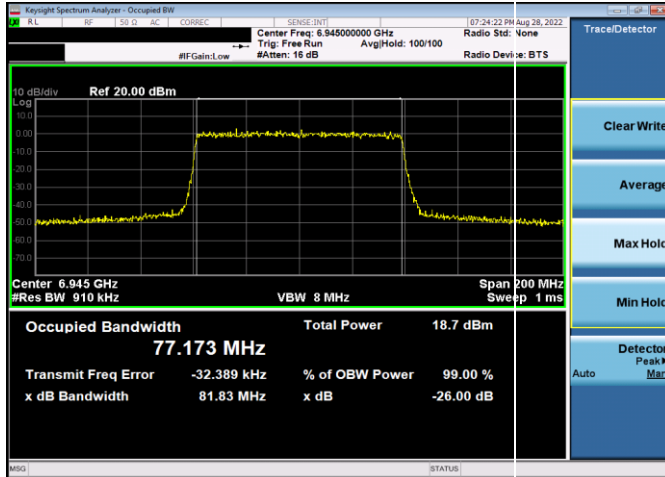 Keysight Spectrum Analyzer - Occupied BW
RL RF 50 Ω AC CORREC SENSE:INT 07:24:22 PM Aug 28, 2022
Center Freq: 6.945000000 GHz Radio Std: None
Trig: Free Run Avg|Hold: 100/100
#IFGain:Low #Atten: 16 dB Radio Device: BTS
10 dB/div Ref 20.00 dBm
Log
10.0
0.00
-10.0
-20.0
-30.0
-40.0
-50.0
-60.0
-70.0
Center 6.945 GHz Span 200 MHz
#Res BW 910 kHz VBW 8 MHz Sweep 1 ms
Occupied Bandwidth Total Power 18.7 dBm
77.173 MHz
Transmit Freq Error -32.389 kHz % of OBW Power 99.00 %
x dB Bandwidth 81.83 MHz x dB -26.00 dB
MSG STATUS
Trace/Detector
Clear Write
Average
Max Hold
Min Hold
Detector
Peak
Auto Man